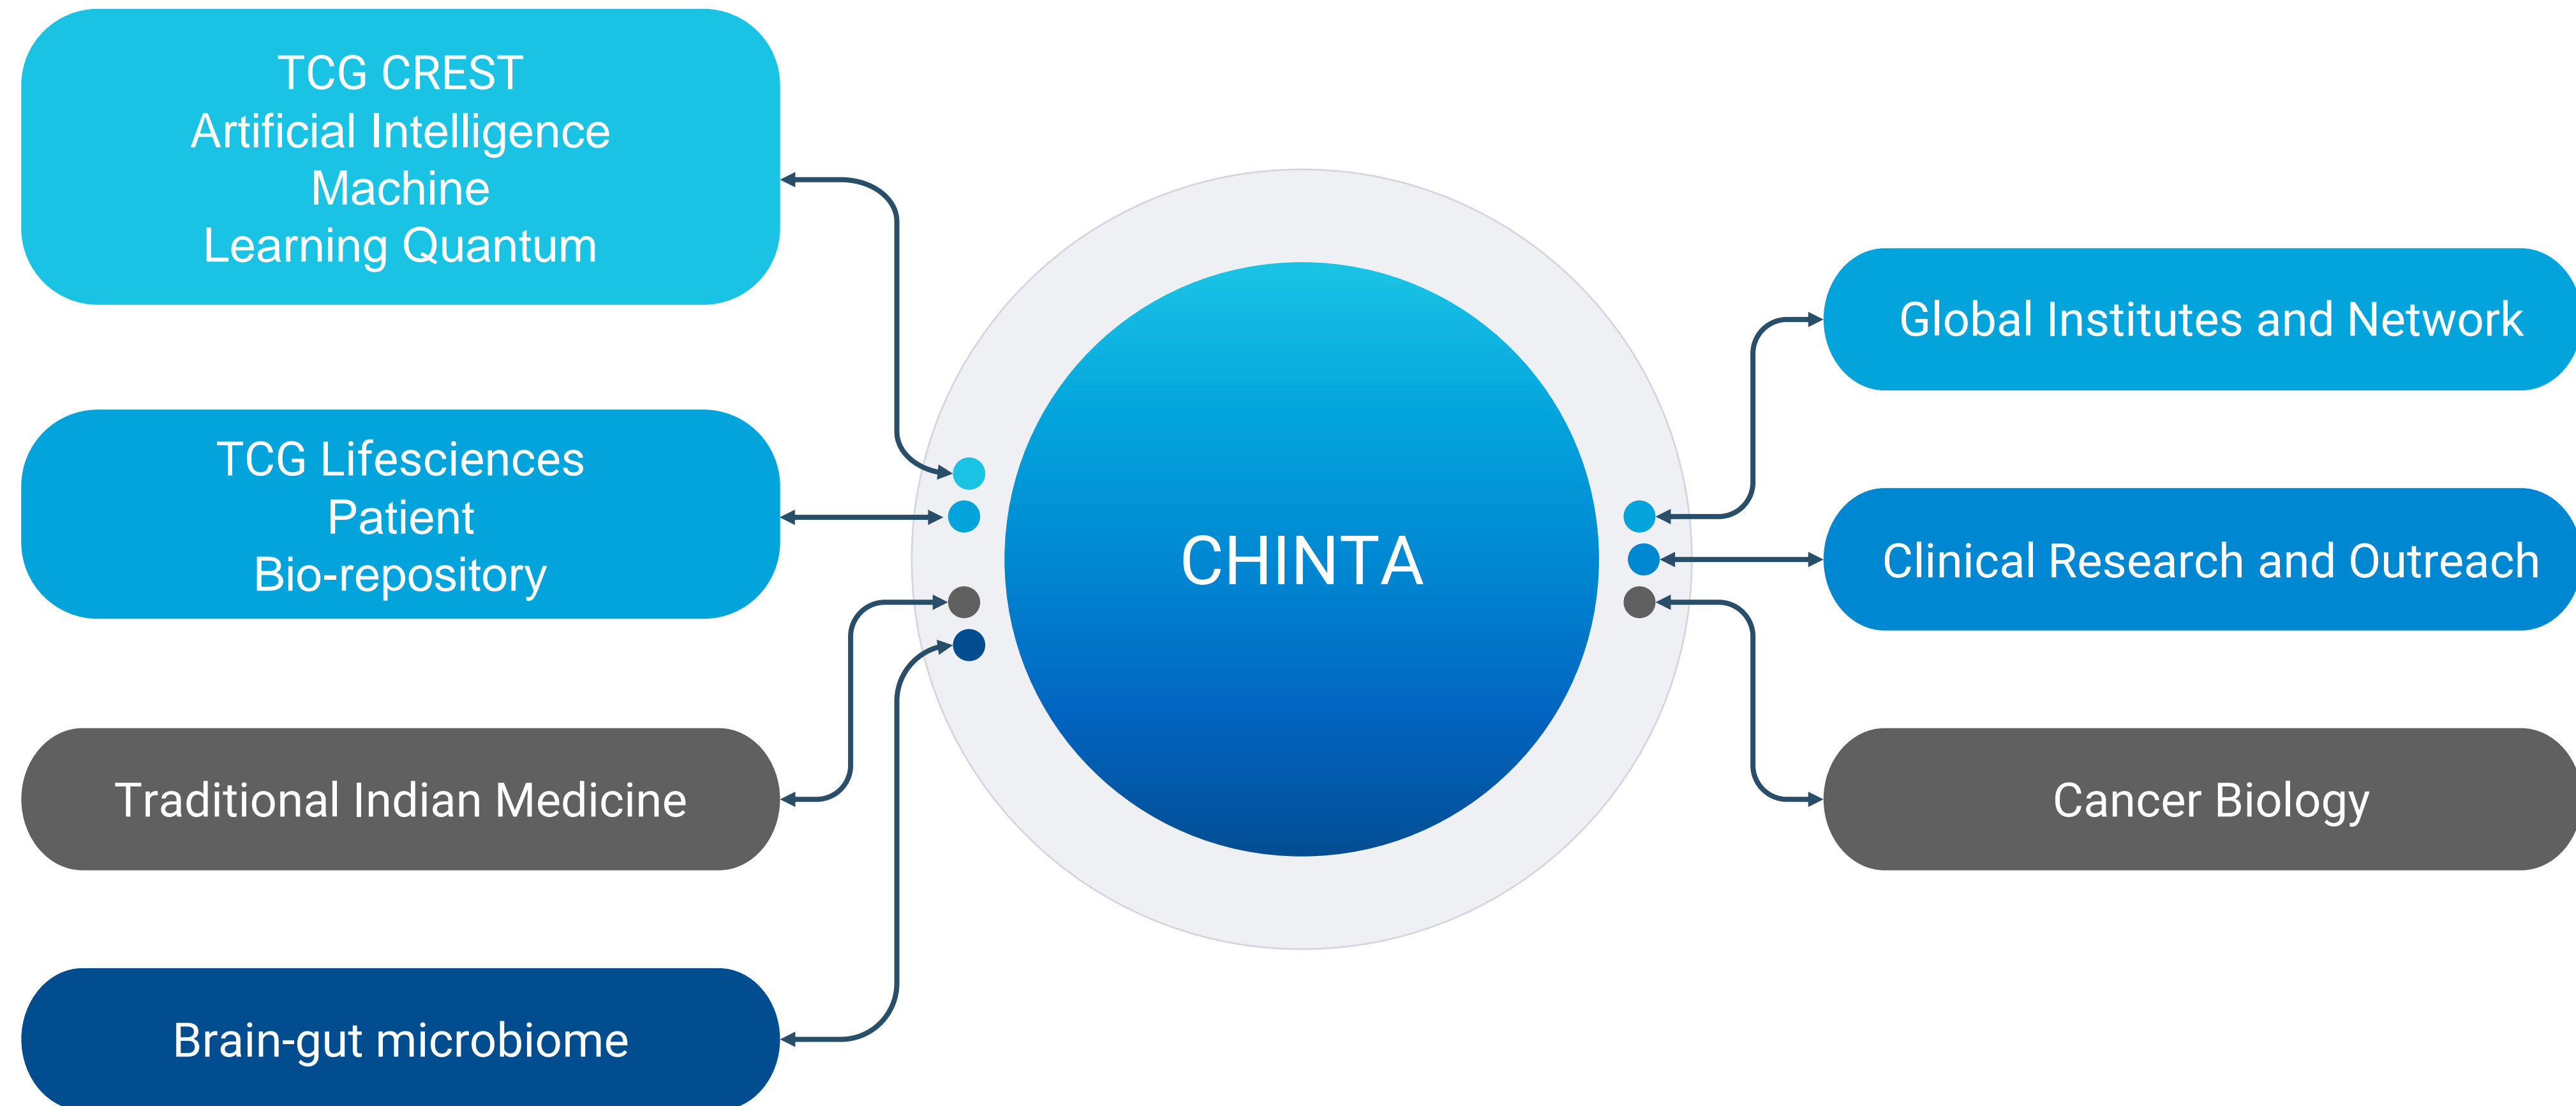 TCG CREST
Artificial Intelligence
Machine
Learning Quantum
TCG Lifesciences
Patient
Bio-repository
Traditional Indian Medicine
Brain-gut microbiome
CHINTA
Global Institutes and Network
Clinical Research and Outreach
Cancer Biology